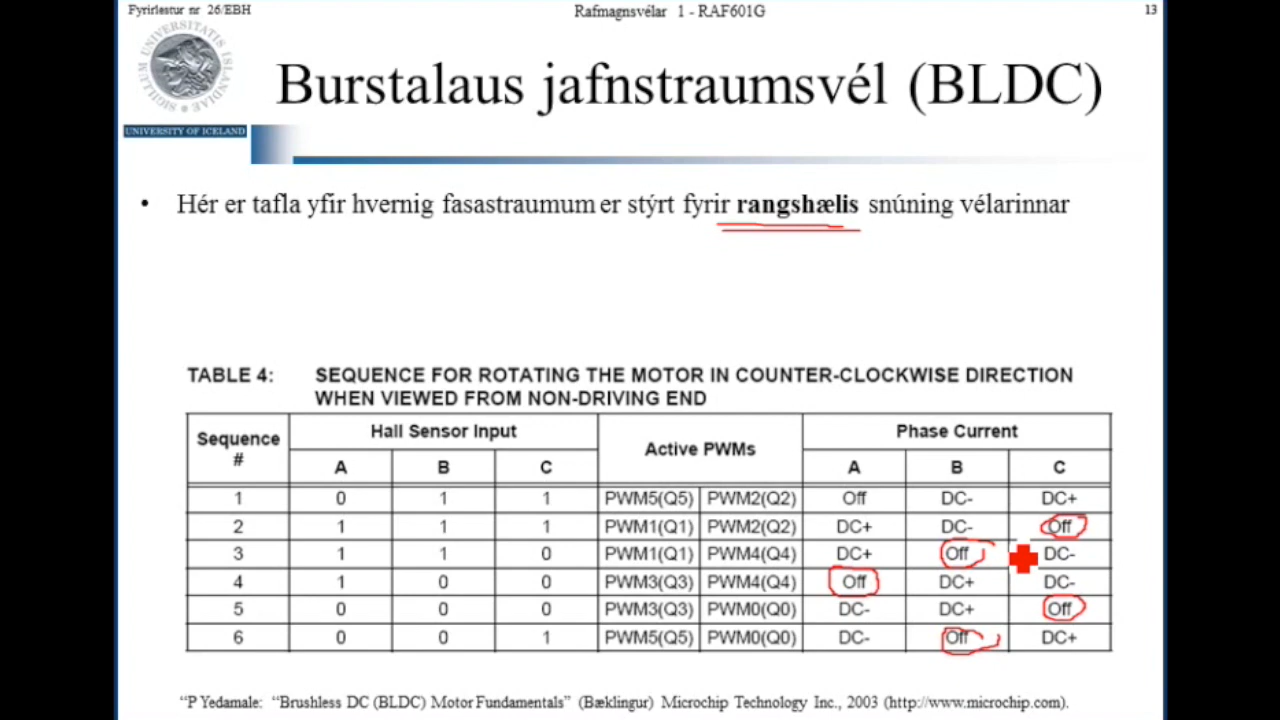 Fyrirlestur nr 26/EBH Rafmagnsvélar 1 - RAF601G 13
SIGILLUM UNIVERSITATIS ISLANDIAE
UNIVERSITY OF ICELAND
Burstalaus jafnstraumsvél (BLDC)
• Hér er tafla yfir hvernig fasastraumum er stýrt fyrir rangshælis snúning vélarinnar
TABLE 4: SEQUENCE FOR ROTATING THE MOTOR IN COUNTER-CLOCKWISE DIRECTION
WHEN VIEWED FROM NON-DRIVING END
Sequence # Hall Sensor Input Active PWMs Phase Current
A B C A B C
1 0 1 1 PWM5(Q5) PWM2(Q2) Off DC- DC+
2 1 1 1 PWM1(Q1) PWM2(Q2) DC+ DC- Off
3 1 1 0 PWM1(Q1) PWM4(Q4) DC+ Off DC-
4 1 0 0 PWM3(Q3) PWM4(Q4) Off DC+ DC-
5 0 0 0 PWM3(Q3) PWM0(Q0) DC- DC+ Off
6 0 0 1 PWM5(Q5) PWM0(Q0) DC- Off DC+
“P Yedamale: “Brushless DC (BLDC) Motor Fundamentals” (Bæklingur) Microchip Technology Inc., 2003 (http://www.microchip.com).